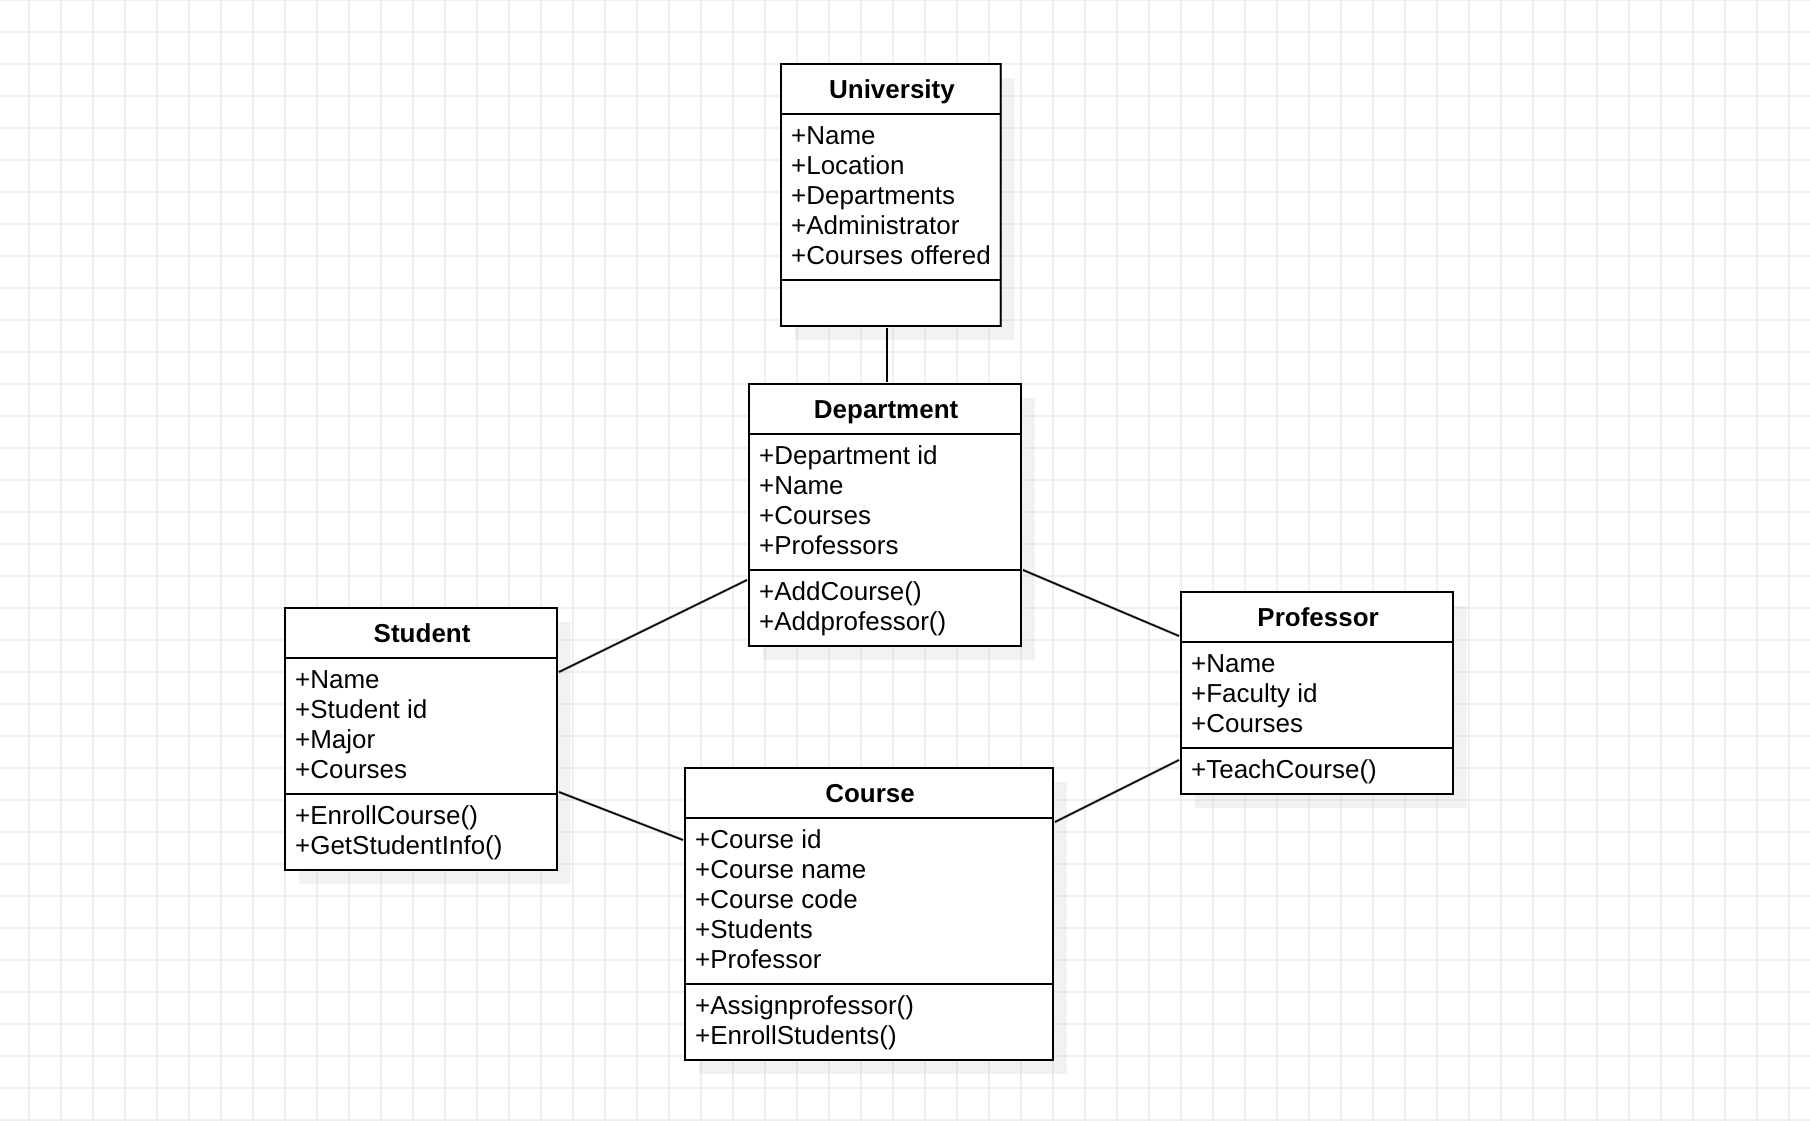 University
+Name
+Location
+Departments
+Administrator
+Courses offered
Department
+Department id
+Name
+Courses
+Professors
+AddCourse()
+Addprofessor()
Student
+Name
+Student id
+Major
+Courses
+EnrollCourse()
+GetStudentInfo()
Professor
+Name
+Faculty id
+Courses
+TeachCourse()
Course
+Course id
+Course name
+Course code
+Students
+Professor
+Assignprofessor()
+EnrollStudents()